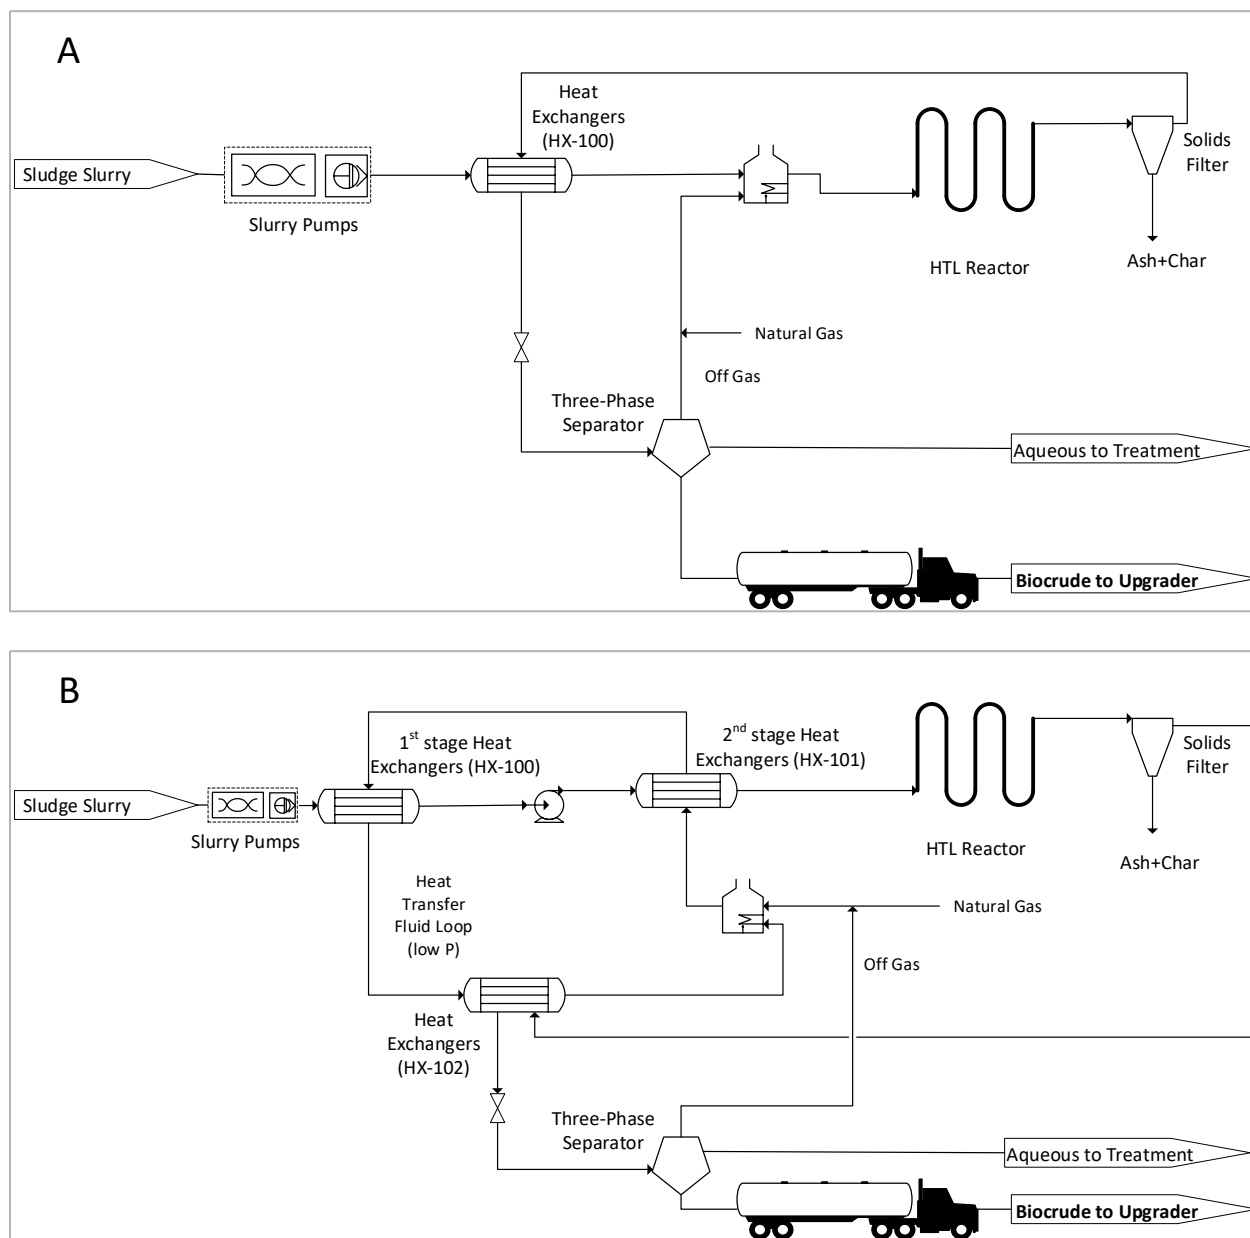 A
Heat
Exchangers
(HX-100)
Solids
Filter
Sludge Slurry
Slurry Pumps
HTL Reactor
Ash+Char
Natural Gas
Off Gas
Three-Phase
Separator
Aqueous to Treatment
Biocrude to Upgrader
B
1st stage Heat
Exchangers (HX-100)
2nd stage Heat
Exchangers (HX-101)
Solids
Filter
Sludge Slurry
Slurry Pumps
HTL Reactor
Ash+Char
Heat
Transfer
Fluid Loop
(low P)
Natural Gas
Off Gas
Heat
Exchangers
(HX-102)
Three-Phase
Separator
Aqueous to Treatment
Biocrude to Upgrader